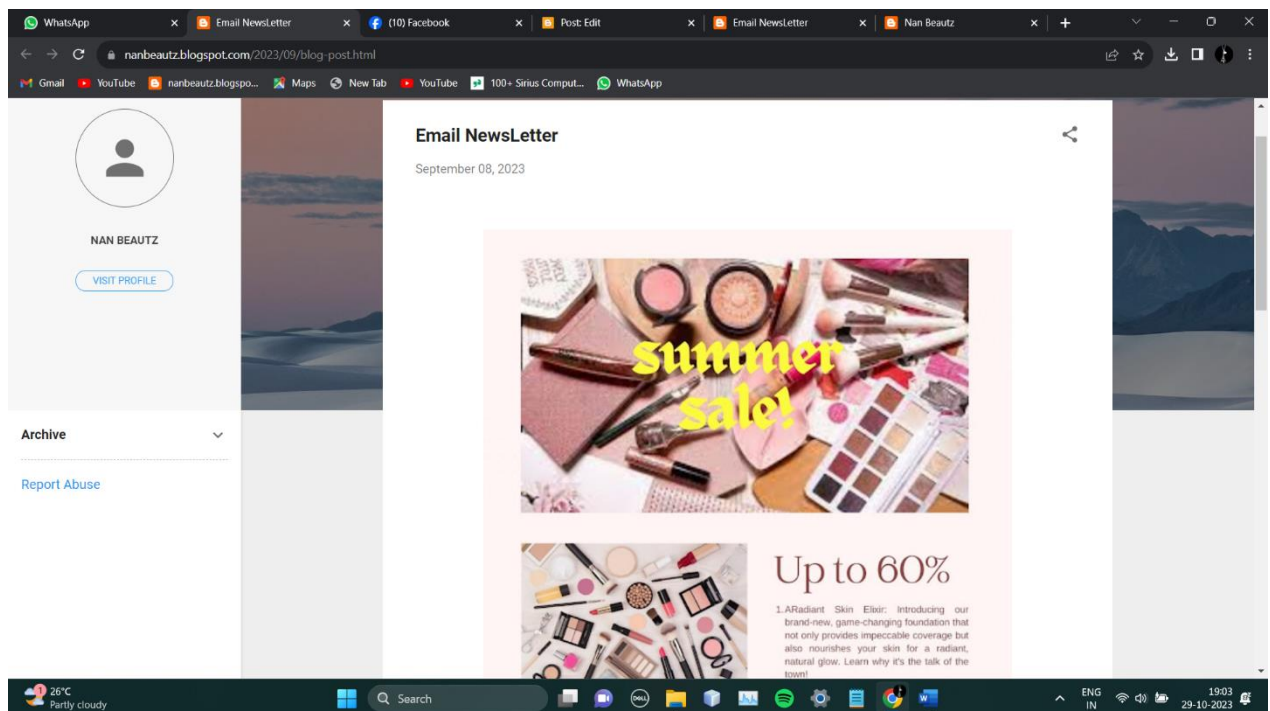 WhatsApp
Email NewsLetter
(10) Facebook
Post: Edit
Email NewsLetter
Nan Beautz
nanbeautz.blogspot.com/2023/09/blog-post.html
Gmail
YouTube
nanbeautz.blogspo...
Maps
New Tab
YouTube
100+ Sirius Comput...
WhatsApp
NAN BEAUTZ
VISIT PROFILE
Archive
Report Abuse
Email NewsLetter
September 08, 2023
summer
sale!
Up to 60%
1. ARadiant Skin Elixir: Introducing our
brand-new, game-changing foundation that
not only provides impeccable coverage but
also nourishes your skin for a radiant,
natural glow. Learn why it's the talk of the
town!
1
26°C
Partly cloudy
Search
DELL
ENG
IN
19:03
29-10-2023